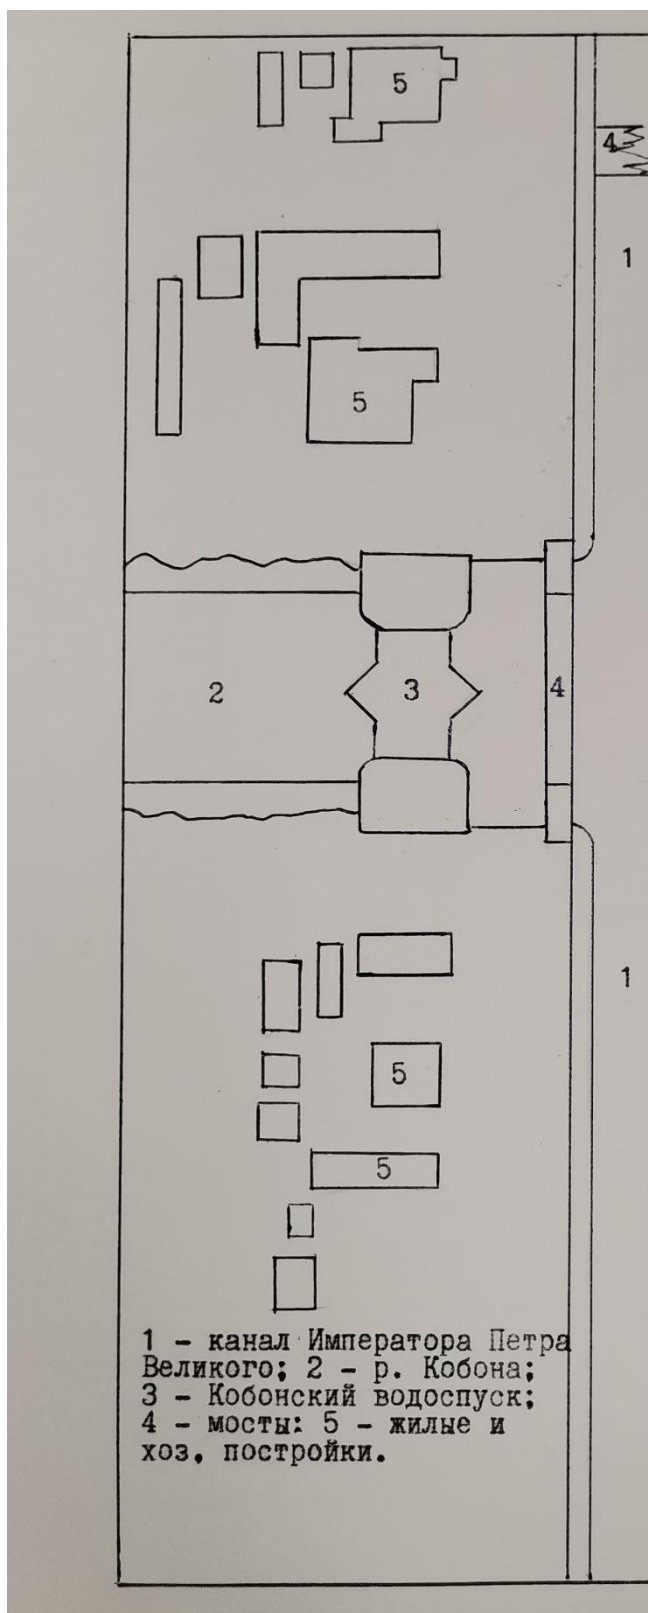 5
4
1
5
2
3
4
1
5
5
1 - канал Императора Петра
Великого; 2 - р. Кобона;
3 - Кобонский водоспуск;
4 - мосты: 5 - жилые и
хоз. постройки.